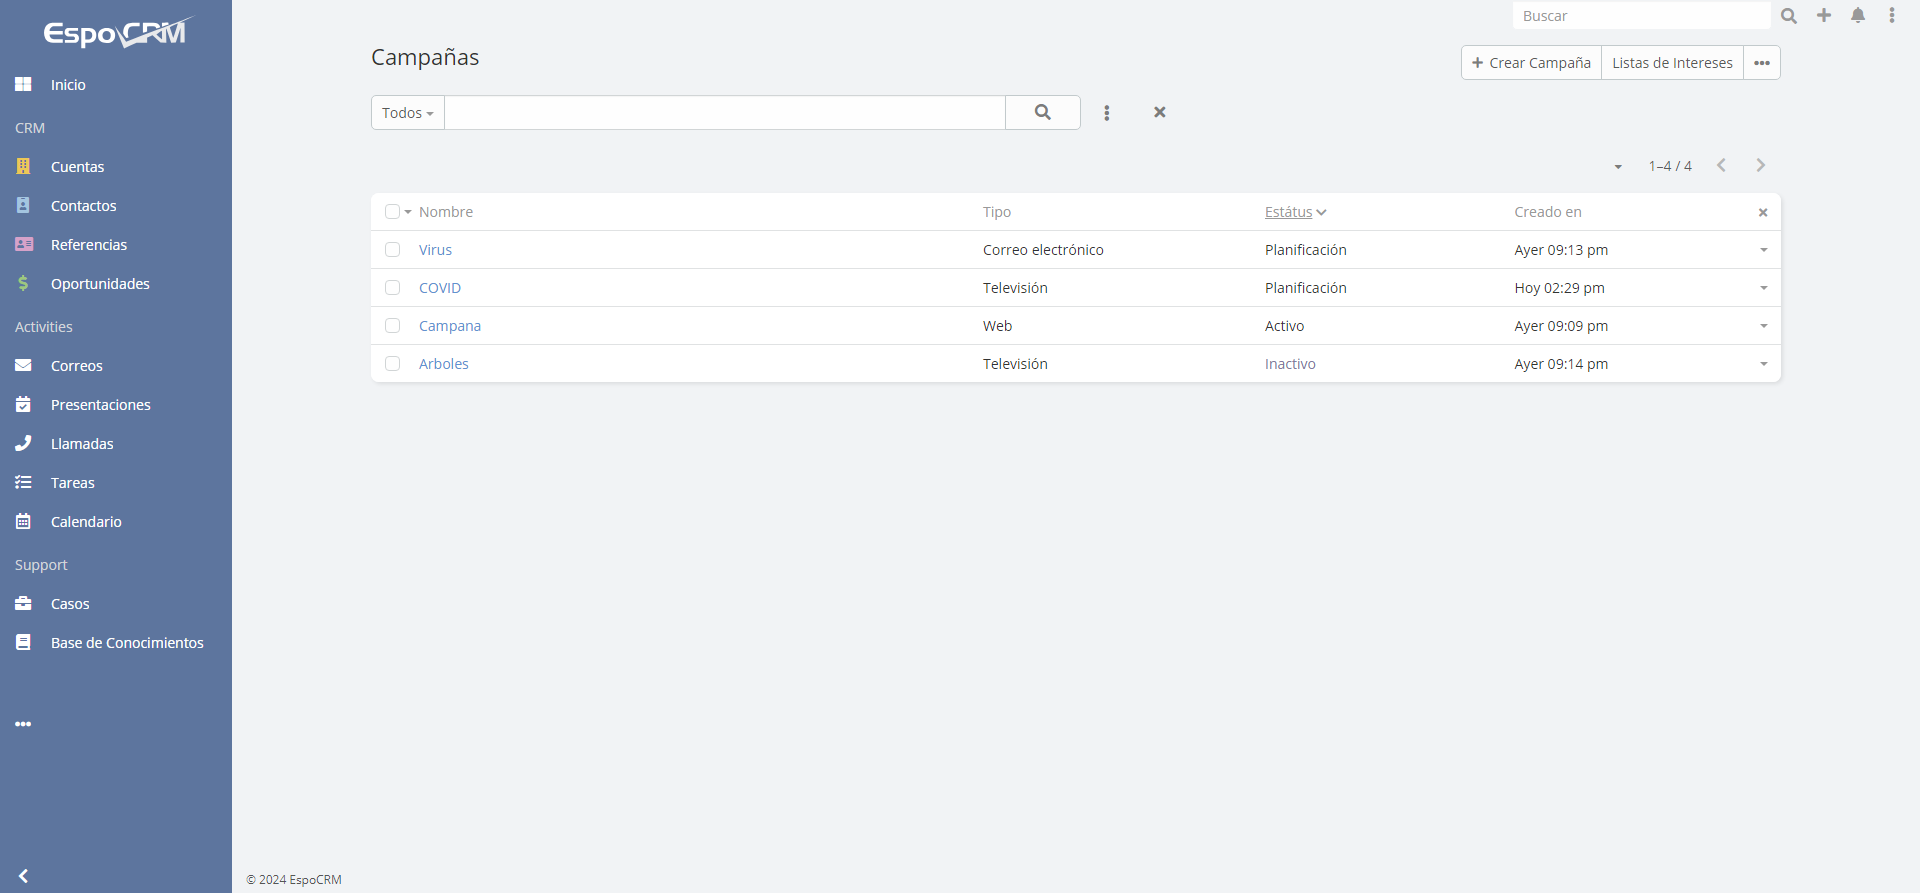 EspoCRM
Inicio
CRM
Cuentas
Contactos
Referencias
Oportunidades
Activities
Correos
Presentaciones
Llamadas
Tareas
Calendario
Support
Casos
Base de Conocimientos
Buscar
Campañas
Crear Campaña
Listas de Intereses
Todos
1–4 / 4
Nombre Tipo Estátus Creado en
Virus Correo electrónico Planificación Ayer 09:13 pm
COVID Televisión Planificación Hoy 02:29 pm
Campana Web Activo Ayer 09:09 pm
Arboles Televisión Inactivo Ayer 09:14 pm
© 2024 EspoCRM